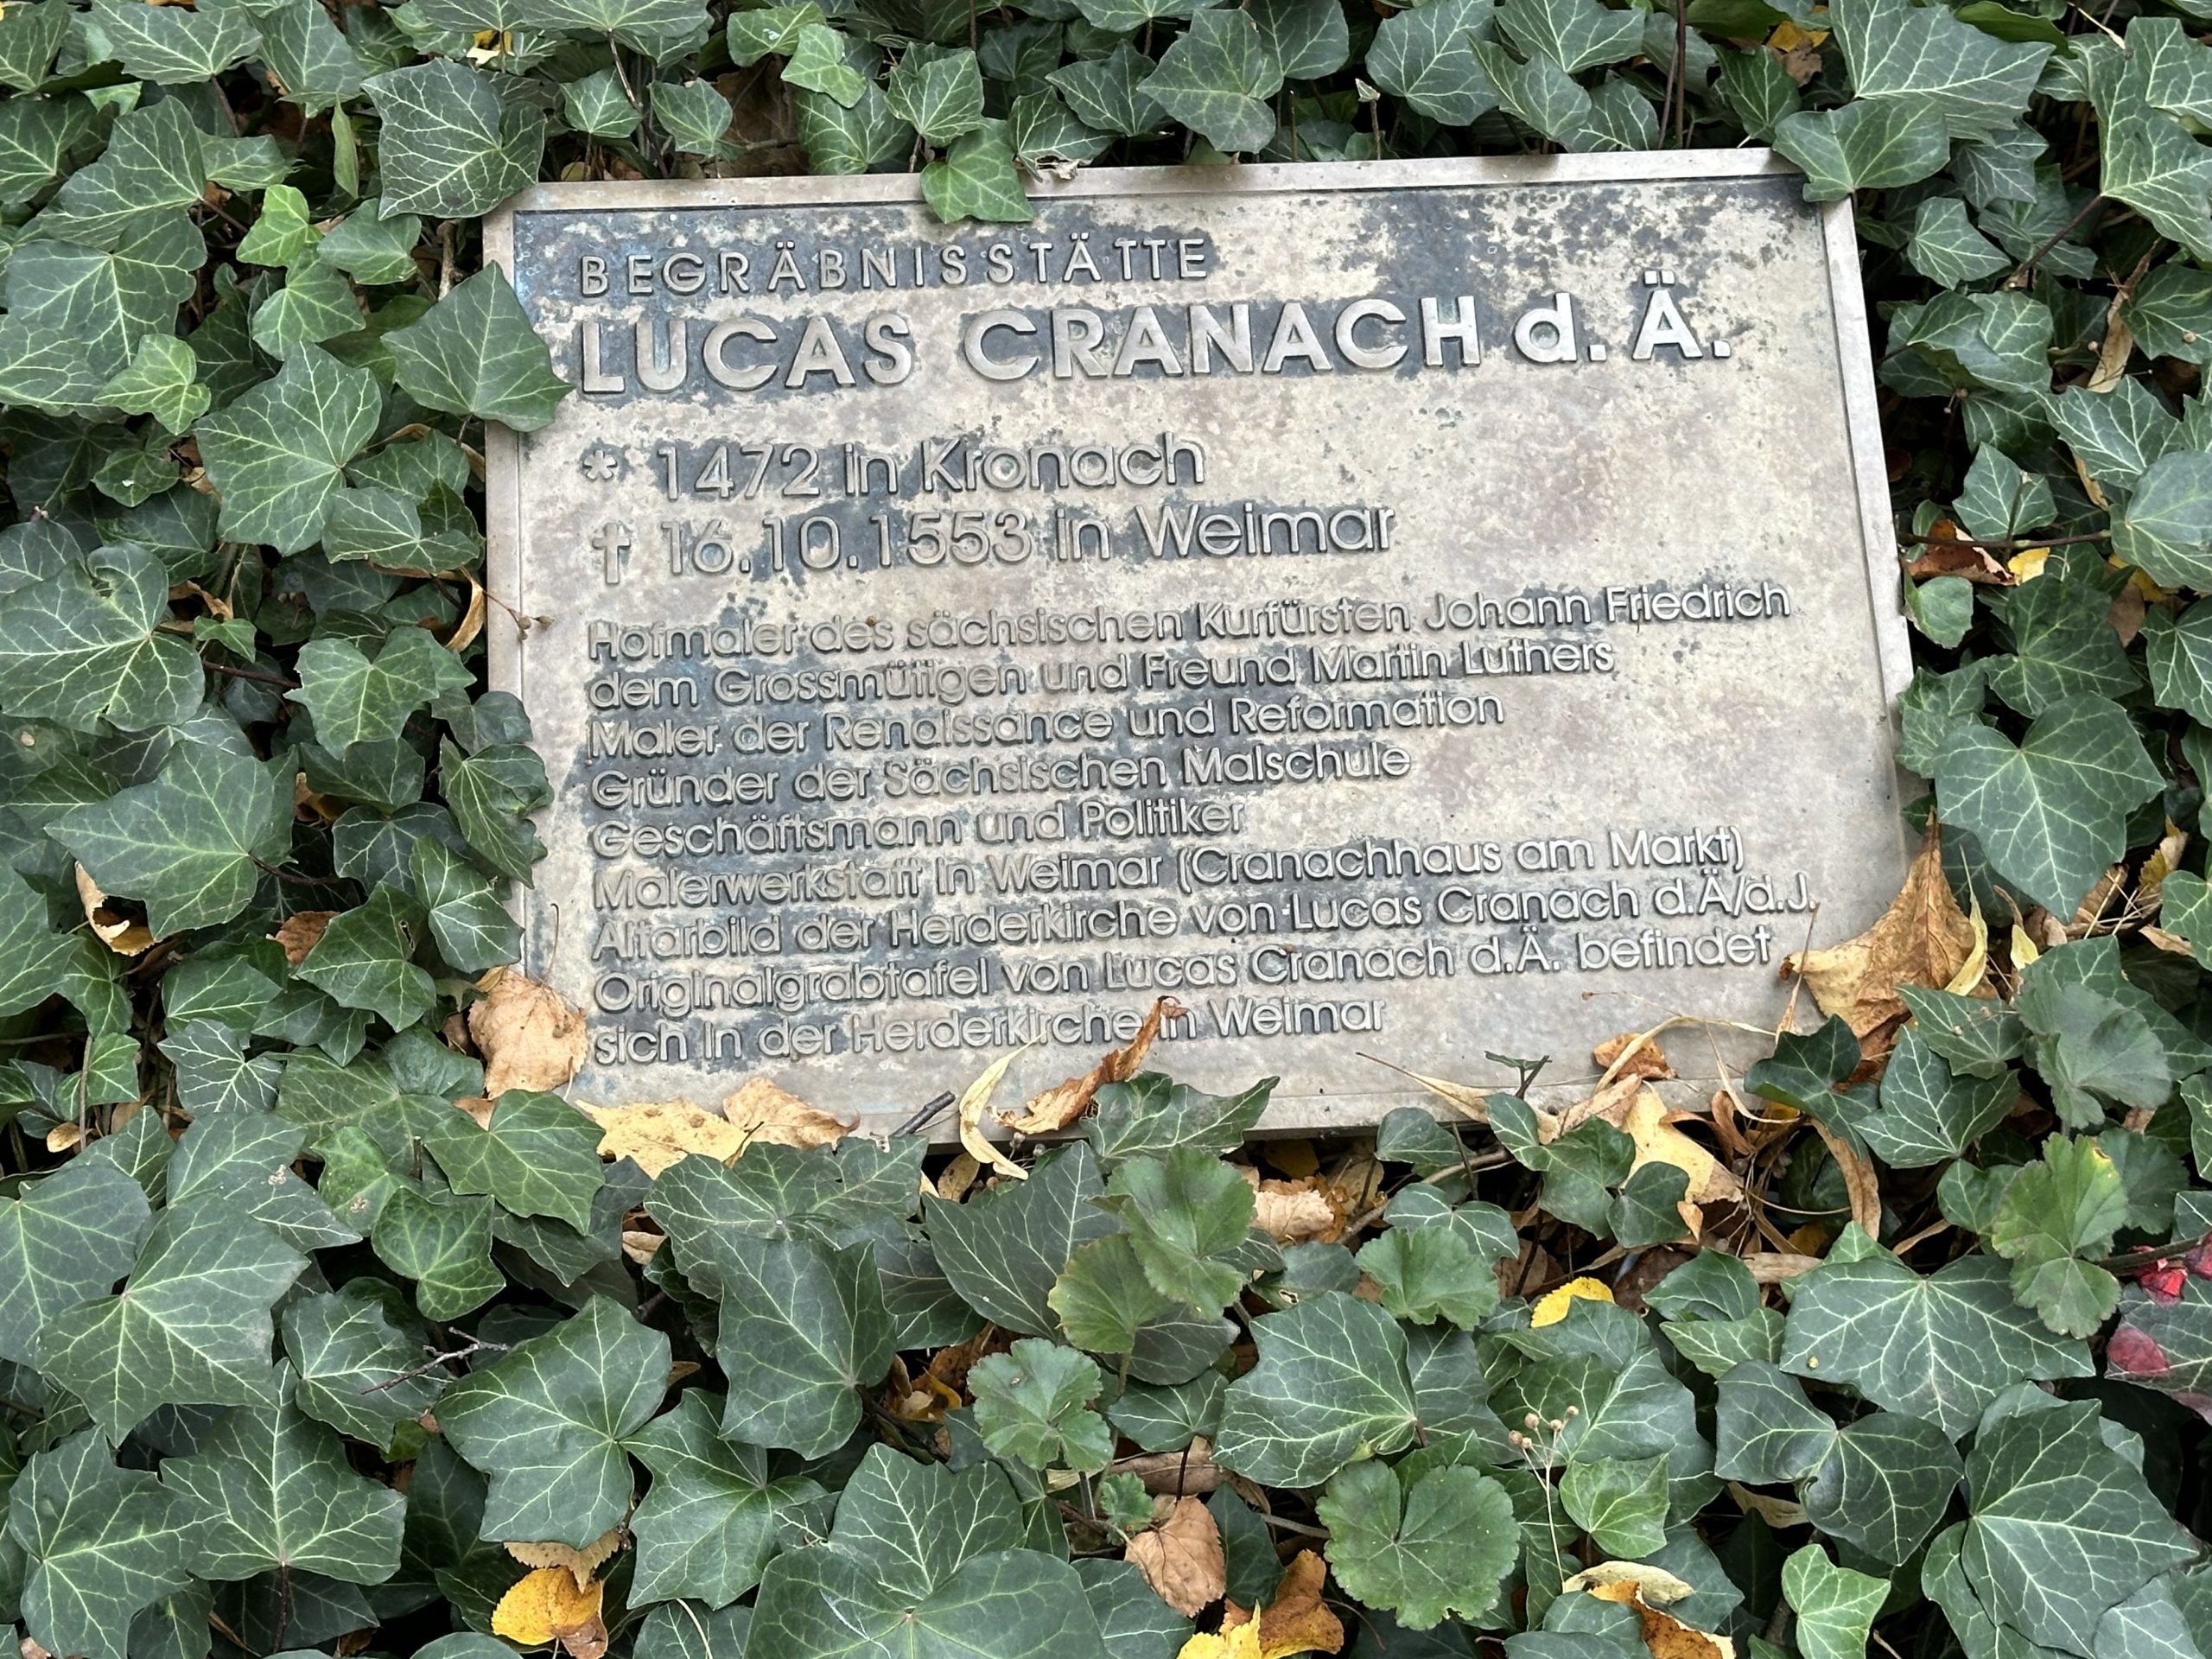 BEGRÄBNISSTÄTTE
LUCAS CRANACH d. Ä.
* 1472 in Kronach
† 16.10.1553 in Weimar
Hofmaler des sächsischen Kurfürsten Johann Friedrich
dem Grossmütigen und Freund Martin Luthers
Maler der Renaissance und Reformation
Gründer der Sächsischen Malschule
Geschäftsmann und Politiker
Malerwerkstatt in Weimar (Cranachhaus am Markt)
Altarbild der Herderkirche von Lucas Cranach d.Ä/d.J.
Originalgrabtafel von Lucas Cranach d.Ä. befindet
sich in der Herderkirche in Weimar